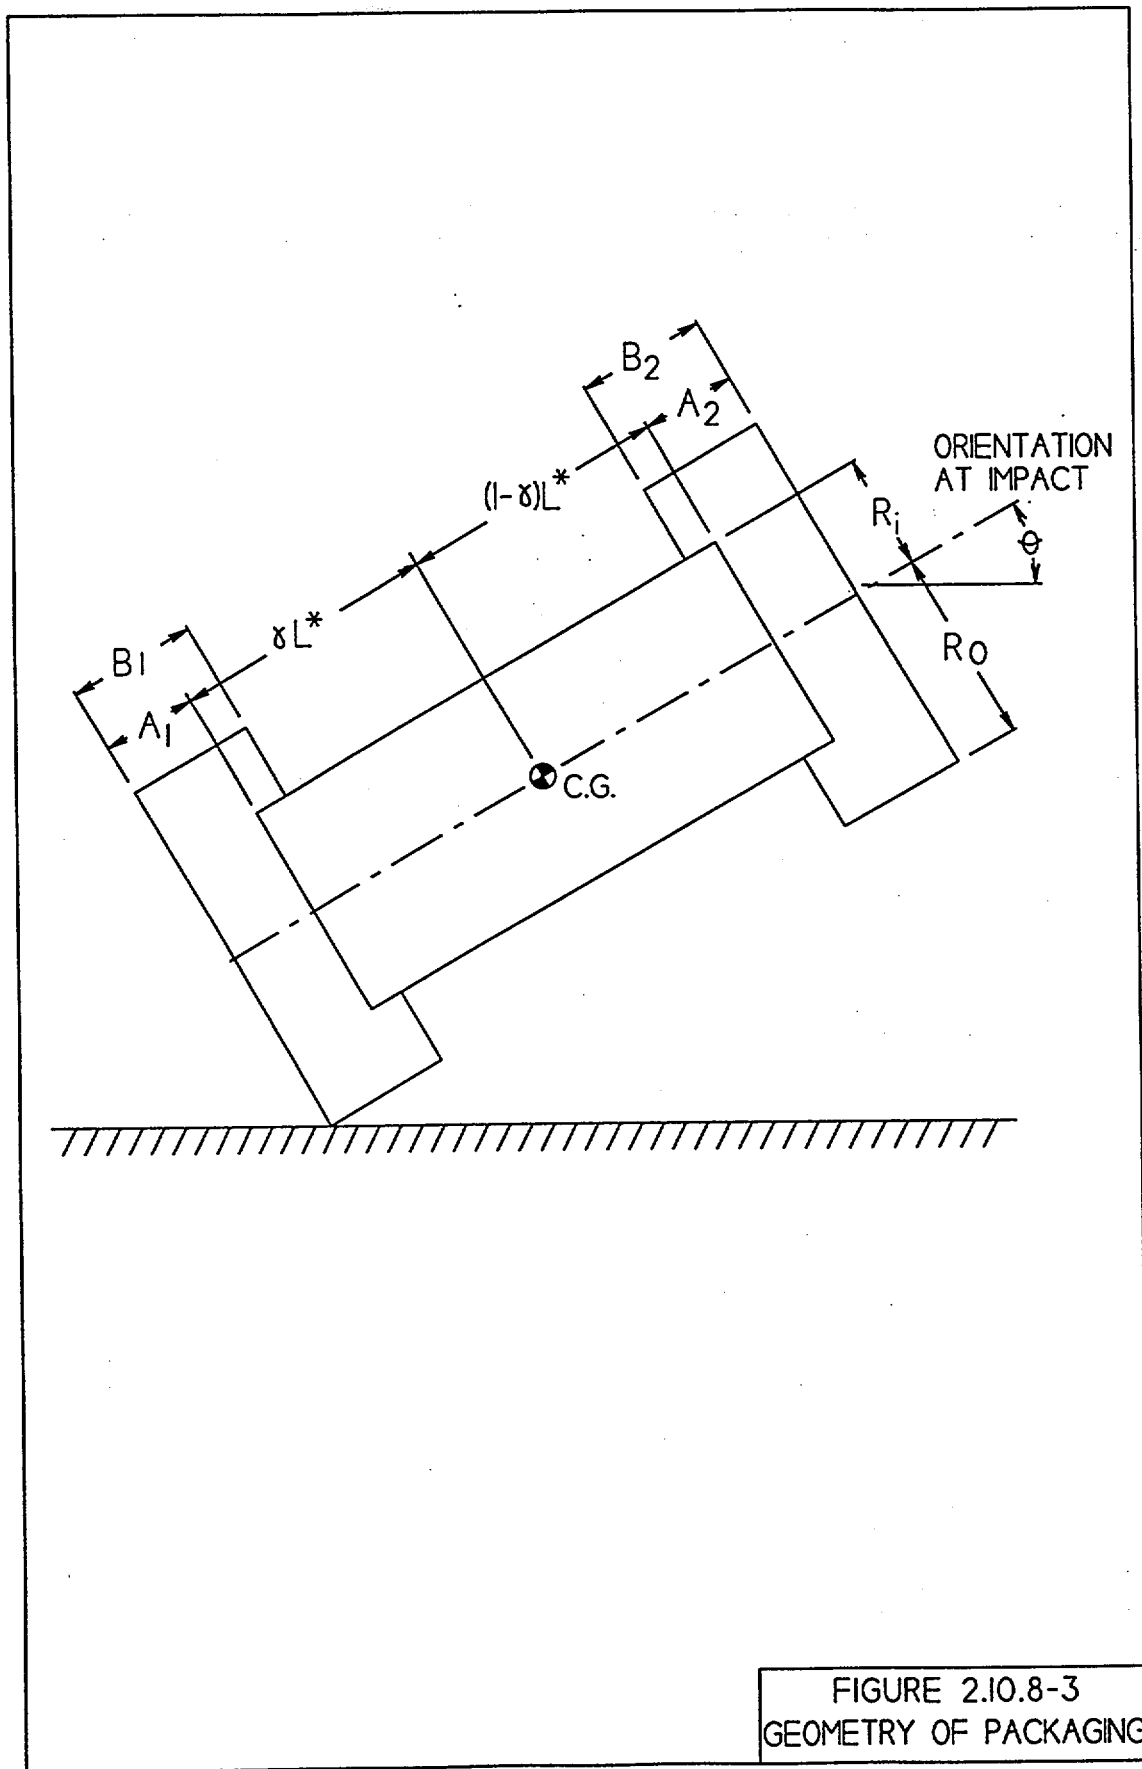 B2
A2
ORIENTATION
AT IMPACT
(1-γ)L*
Ri
θ
γL*
B1
RO
A1
C.G.
FIGURE 2.10.8-3
GEOMETRY OF PACKAGING